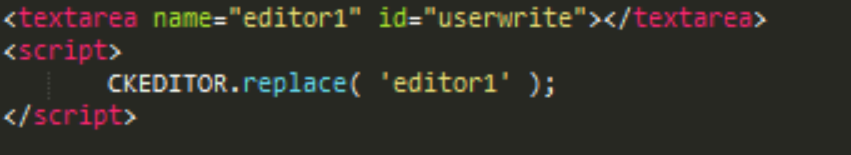 <textarea name="editor1" id="userwrite"></textarea>
<script>
CKEDITOR.replace( 'editor1' );
</script>